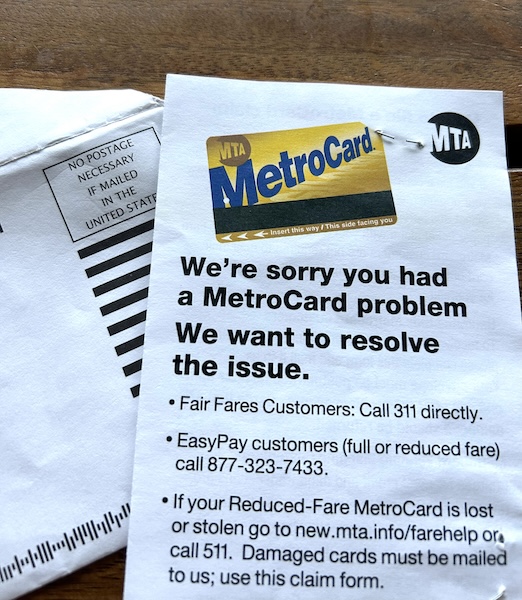 NO POSTAGE
NECESSARY
IF MAILED
IN THE
UNITED STATE
MTA
MetroCard
Insert this way / This side facing you
MTA
We're sorry you had
a MetroCard problem
We want to resolve
the issue.
• Fair Fares Customers: Call 311 directly.
• EasyPay customers (full or reduced fare)
call 877-323-7433.
• If your Reduced-Fare MetroCard is lost
or stolen go to new.mta.info/farehelp or
call 511. Damaged cards must be mailed
to us; use this claim form.